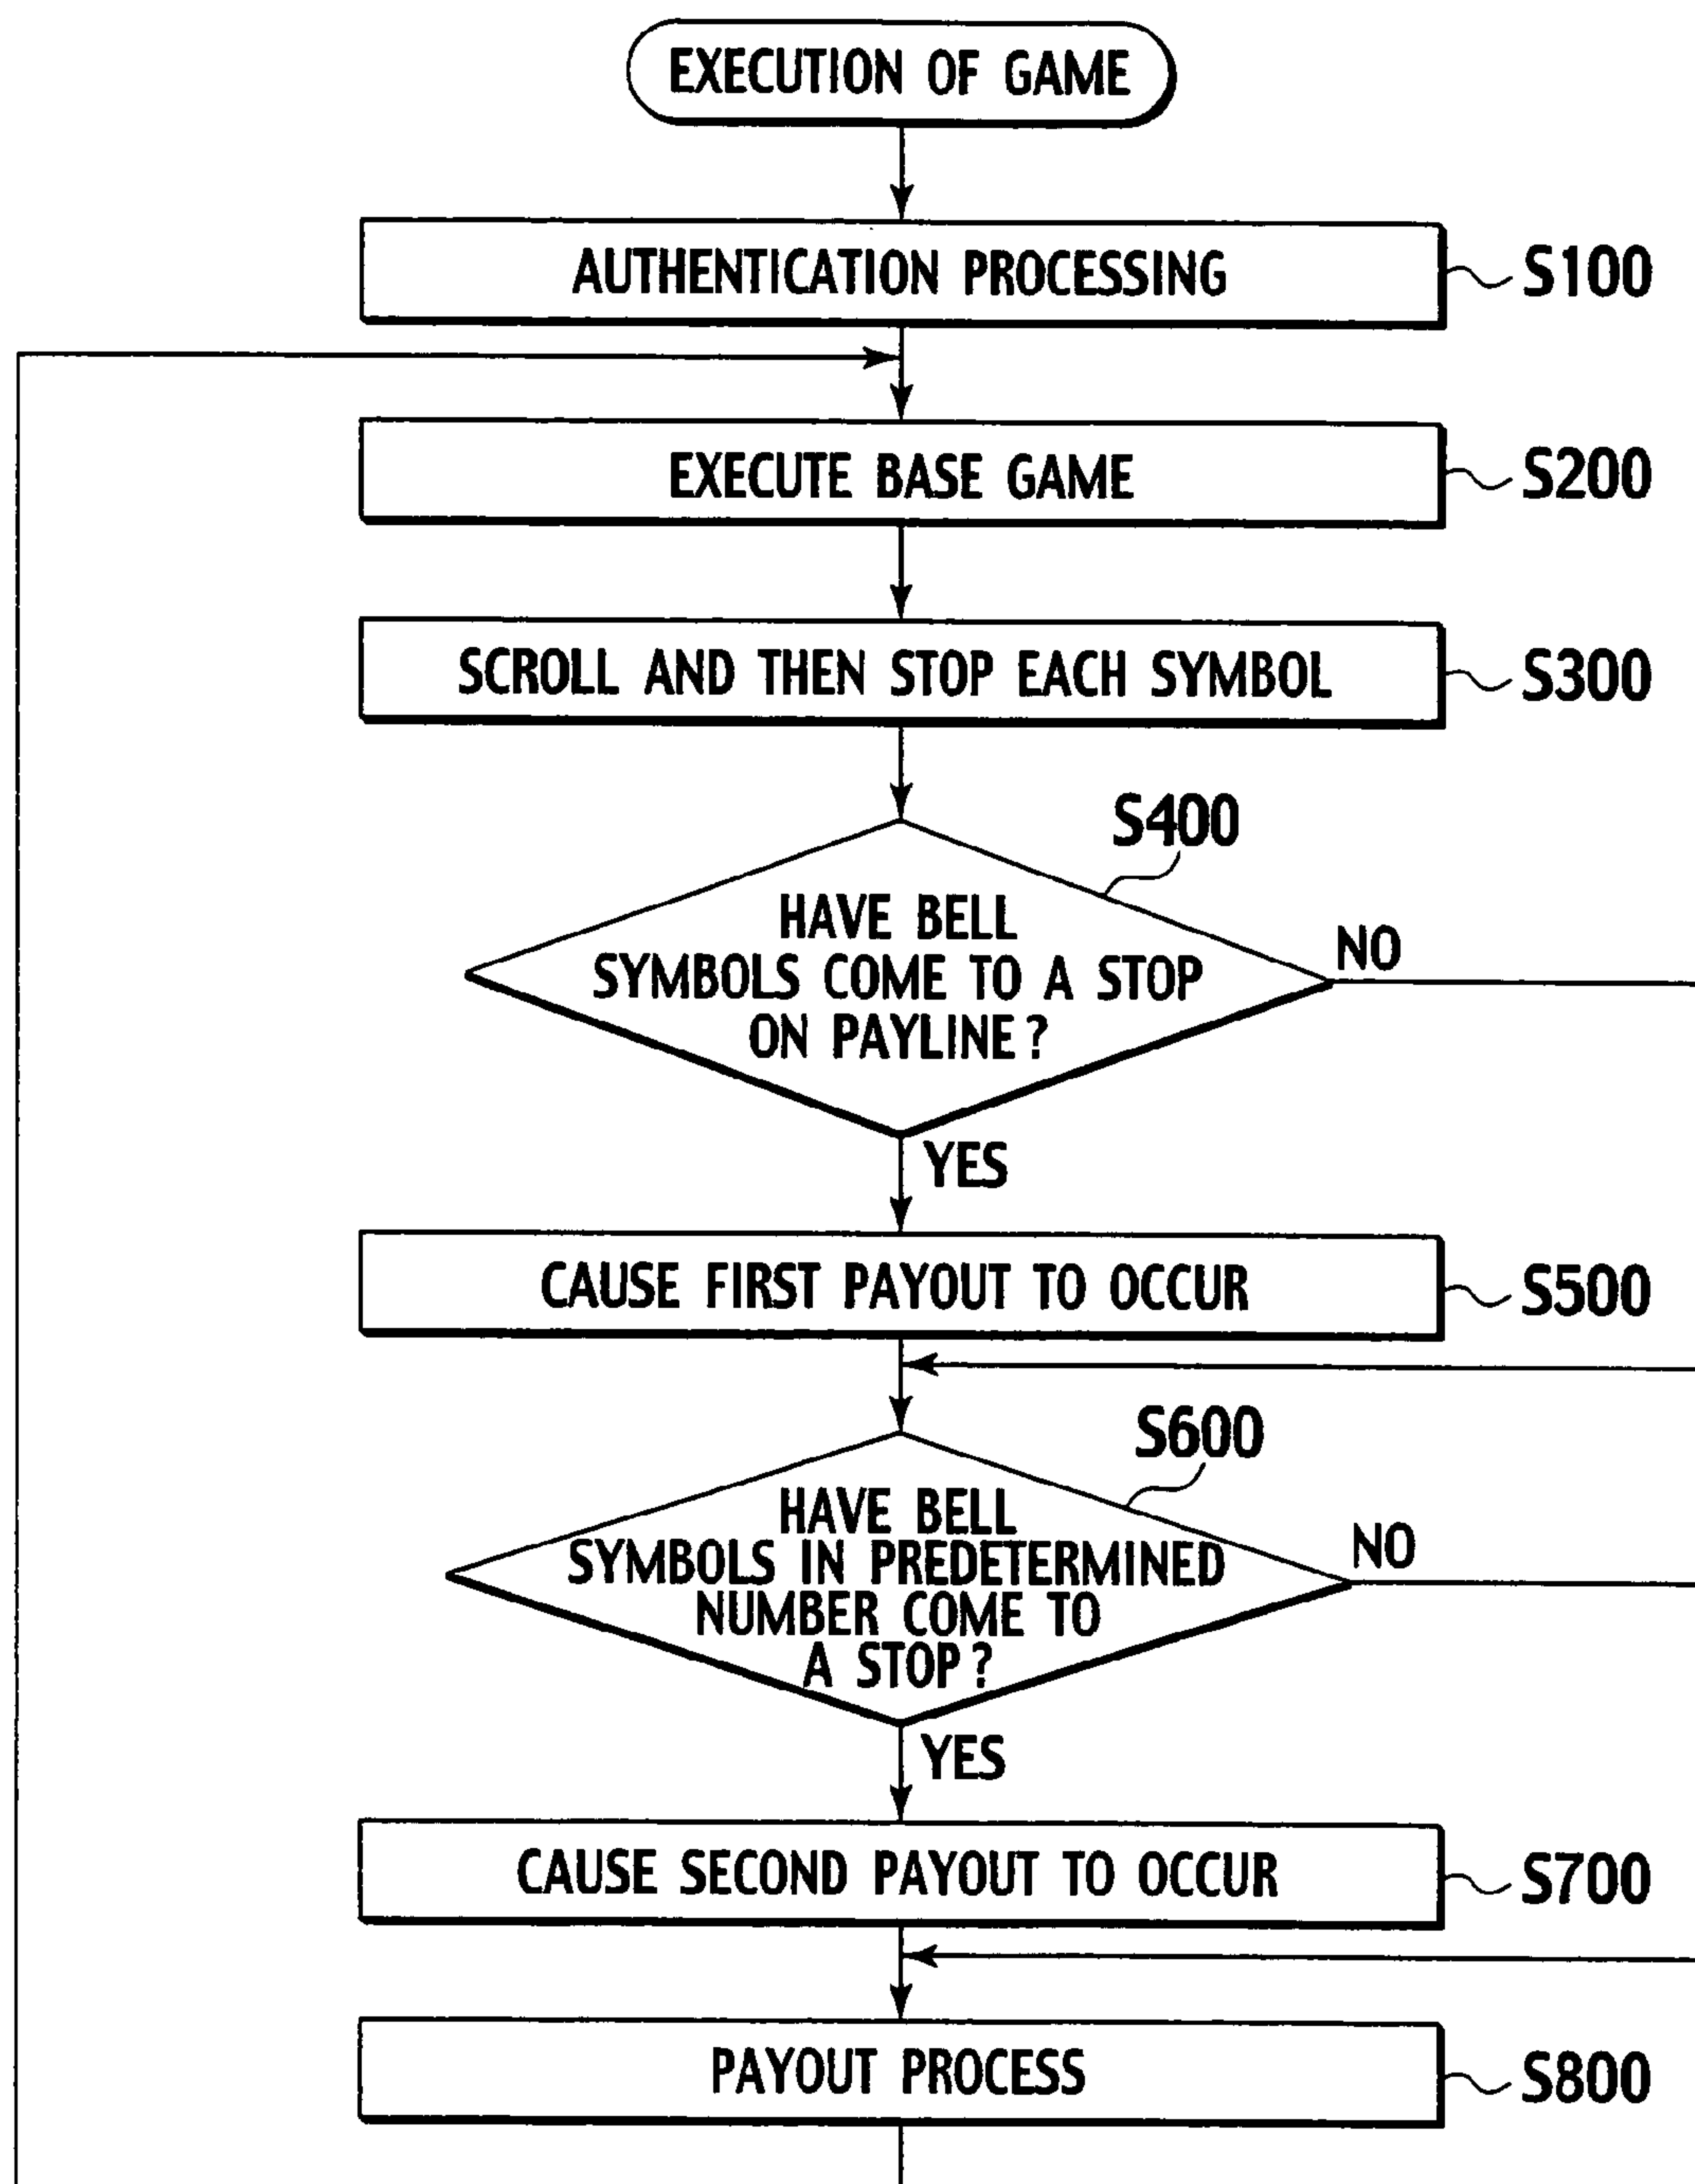 EXECUTION OF GAME
AUTHENTICATION PROCESSING
S100
EXECUTE BASE GAME
S200
SCROLL AND THEN STOP EACH SYMBOL
S300
S400
HAVE BELL
SYMBOLS COME TO A STOP
ON PAYLINE?
NO
YES
CAUSE FIRST PAYOUT TO OCCUR
S500
S600
HAVE BELL
SYMBOLS IN PREDETERMINED
NUMBER COME TO
A STOP?
NO
YES
CAUSE SECOND PAYOUT TO OCCUR
S700
PAYOUT PROCESS
S800